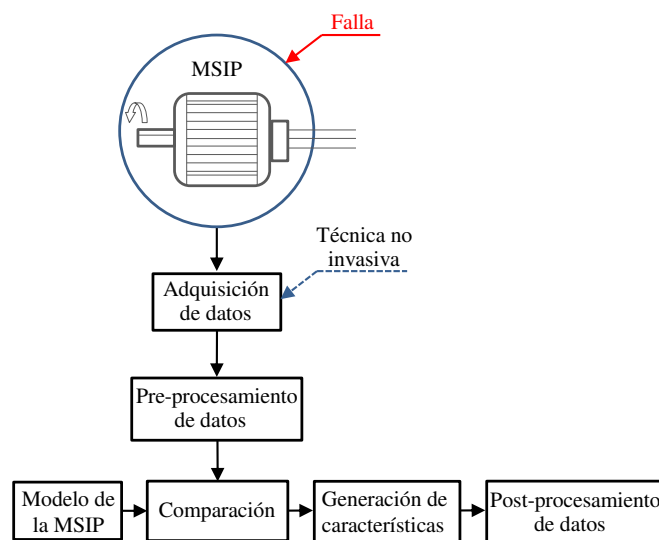 Falla
MSIP
Técnica no
invasiva
Adquisición
de datos
Pre-procesamiento
de datos
Modelo de
la MSIP
Comparación
Generación de
características
Post-procesamiento
de datos